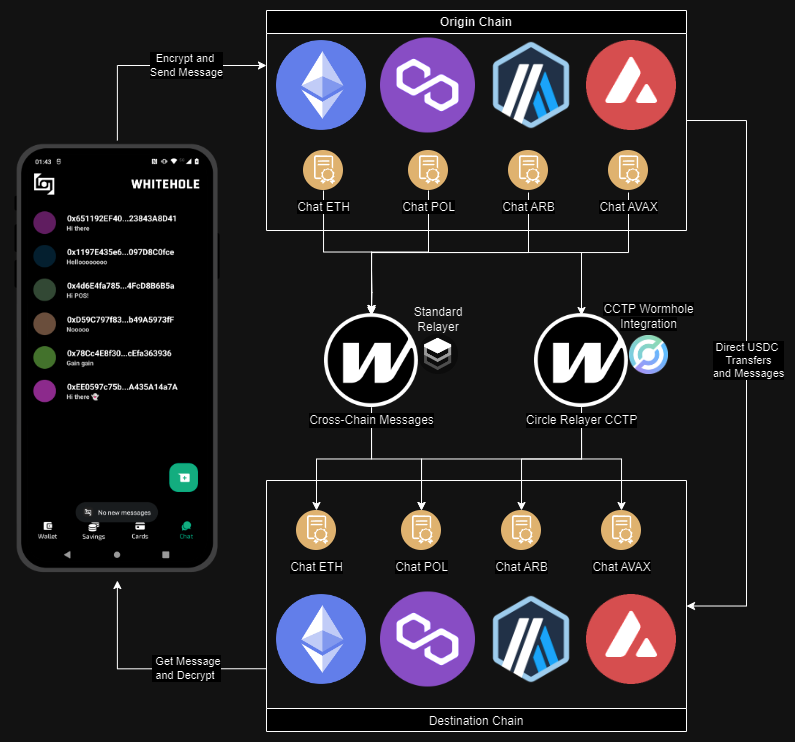 Origin Chain
Encrypt and
Send Message
Chat ETH
Chat POL
Chat ARB
Chat AVAX
01:43
WHITEHOLE
0x651192EF40...23843A8D41
Hi there
0x1197E435e6...097D8C0fce
Hellooooooo
0x4d6E4fa785...4FcD8B6B5a
Hi POS!
0xD59C797f83...b49A5973fF
Nooooo
0x78Cc4E8f30...cEfa363936
Gain gain
0xEE0597c75b...A435A14a7A
Hi there 👻
No new messages
Wallet
Savings
Cards
Chat
Standard
Relayer
CCTP Wormhole
Integration
Direct USDC
Transfers
and Messages
Cross-Chain Messages
Circle Relayer CCTP
Chat ETH
Chat POL
Chat ARB
Chat AVAX
Get Message
and Decrypt
Destination Chain